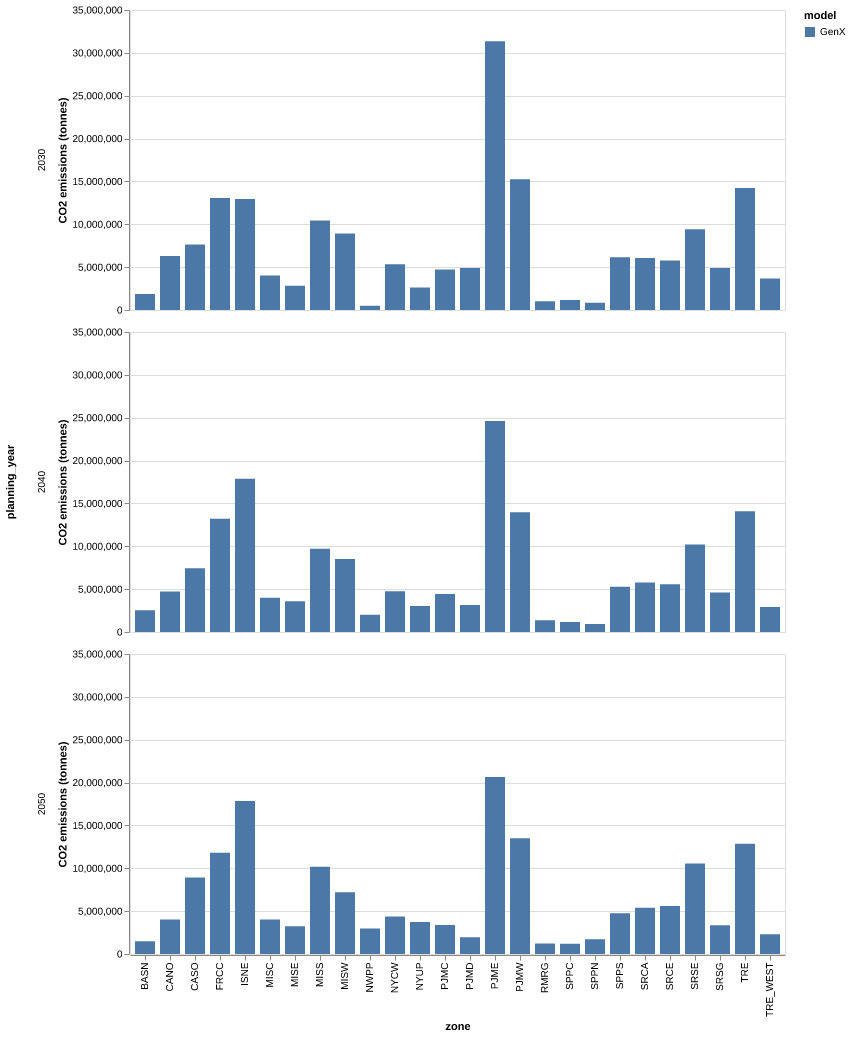 model
GenX
planning_year
2030
CO2 emissions (tonnes)
35,000,000
30,000,000
25,000,000
20,000,000
15,000,000
10,000,000
5,000,000
0
2040
CO2 emissions (tonnes)
35,000,000
30,000,000
25,000,000
20,000,000
15,000,000
10,000,000
5,000,000
0
2050
CO2 emissions (tonnes)
35,000,000
30,000,000
25,000,000
20,000,000
15,000,000
10,000,000
5,000,000
0
BASN
CANO
CASO
FRCC
ISNE
MISC
MISE
MISS
MISW
NWPP
NYCW
NYUP
PJMC
PJMD
PJME
PJMW
RMRG
SPPC
SPPN
SPPS
SRCA
SRCE
SRSE
SRSG
TRE
TRE_WEST
zone